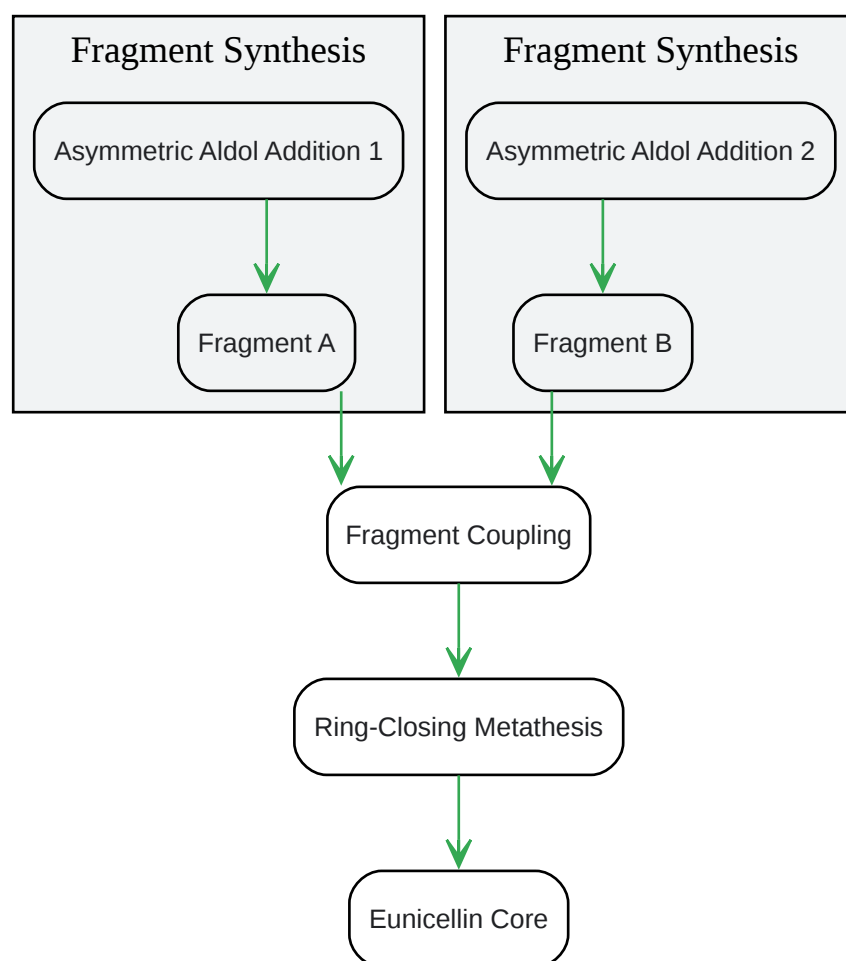 Fragment Synthesis
Fragment Synthesis
Asymmetric Aldol Addition 1
Asymmetric Aldol Addition 2
Fragment A
Fragment B
Fragment Coupling
Ring-Closing Metathesis
Eunicellin Core